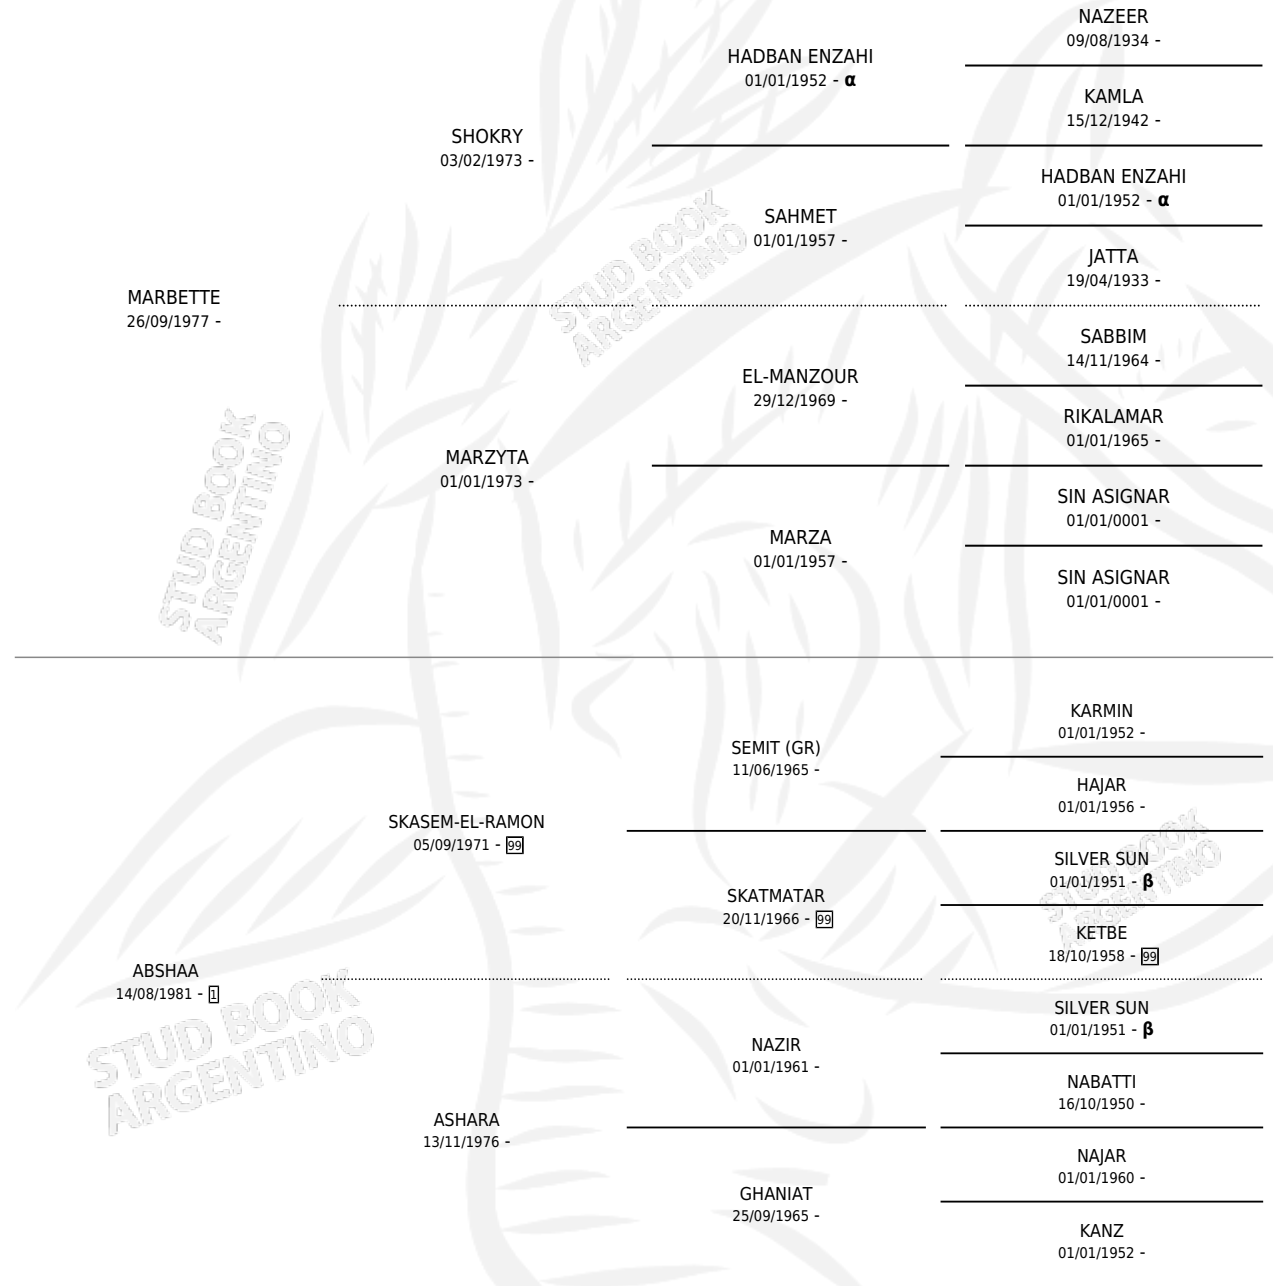 NAZEER
09/08/1934 -
HADBAN ENZAHI
01/01/1952 - α
KAMLA
15/12/1942 -
SHOKRY
03/02/1973 -
HADBAN ENZAHI
01/01/1952 - α
SAHMET
01/01/1957 -
JATTA
19/04/1933 -
MARBETTE
26/09/1977 -
SABBIM
14/11/1964 -
EL-MANZOUR
29/12/1969 -
RIKALAMAR
01/01/1965 -
MARZYTA
01/01/1973 -
SIN ASIGNAR
01/01/0001 -
MARZA
01/01/1957 -
SIN ASIGNAR
01/01/0001 -
KARMIN
01/01/1952 -
SEMIT (GR)
11/06/1965 -
HAJAR
01/01/1956 -
SKASEM-EL-RAMON
05/09/1971 - 99
SILVER SUN
01/01/1951 - β
SKATMATAR
20/11/1966 - 99
KETBE
18/10/1958 - 99
ABSHAA
14/08/1981 - 1
SILVER SUN
01/01/1951 - β
NAZIR
01/01/1961 -
NABATTI
16/10/1950 -
ASHARA
13/11/1976 -
NAJAR
01/01/1960 -
GHANIAT
25/09/1965 -
KANZ
01/01/1952 -
STUD BOOK
ARGENTINO
STUD BOOK
ARGENTINO
STUD BOOK
ARGENTINO
STUD BOOK
ARGENTINO